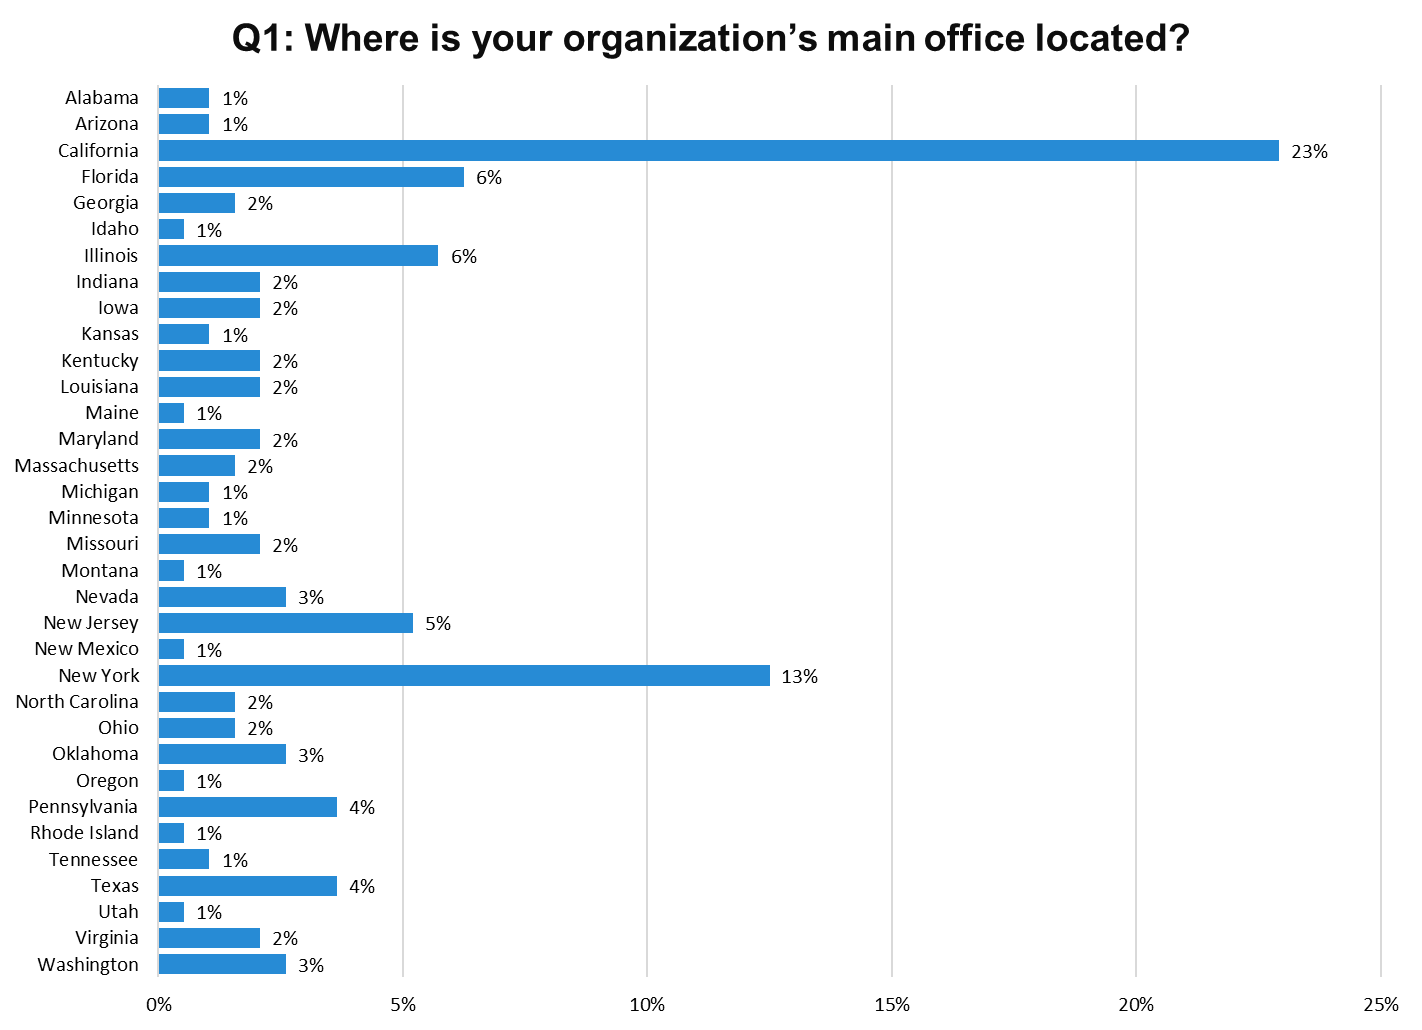 Q1: Where is your organization’s main office located?
Alabama 1%
Arizona 1%
California 23%
Florida 6%
Georgia 2%
Idaho 1%
Illinois 6%
Indiana 2%
Iowa 2%
Kansas 1%
Kentucky 2%
Louisiana 2%
Maine 1%
Maryland 2%
Massachusetts 2%
Michigan 1%
Minnesota 1%
Missouri 2%
Montana 1%
Nevada 3%
New Jersey 5%
New Mexico 1%
New York 13%
North Carolina 2%
Ohio 2%
Oklahoma 3%
Oregon 1%
Pennsylvania 4%
Rhode Island 1%
Tennessee 1%
Texas 4%
Utah 1%
Virginia 2%
Washington 3%
0% 5% 10% 15% 20% 25%